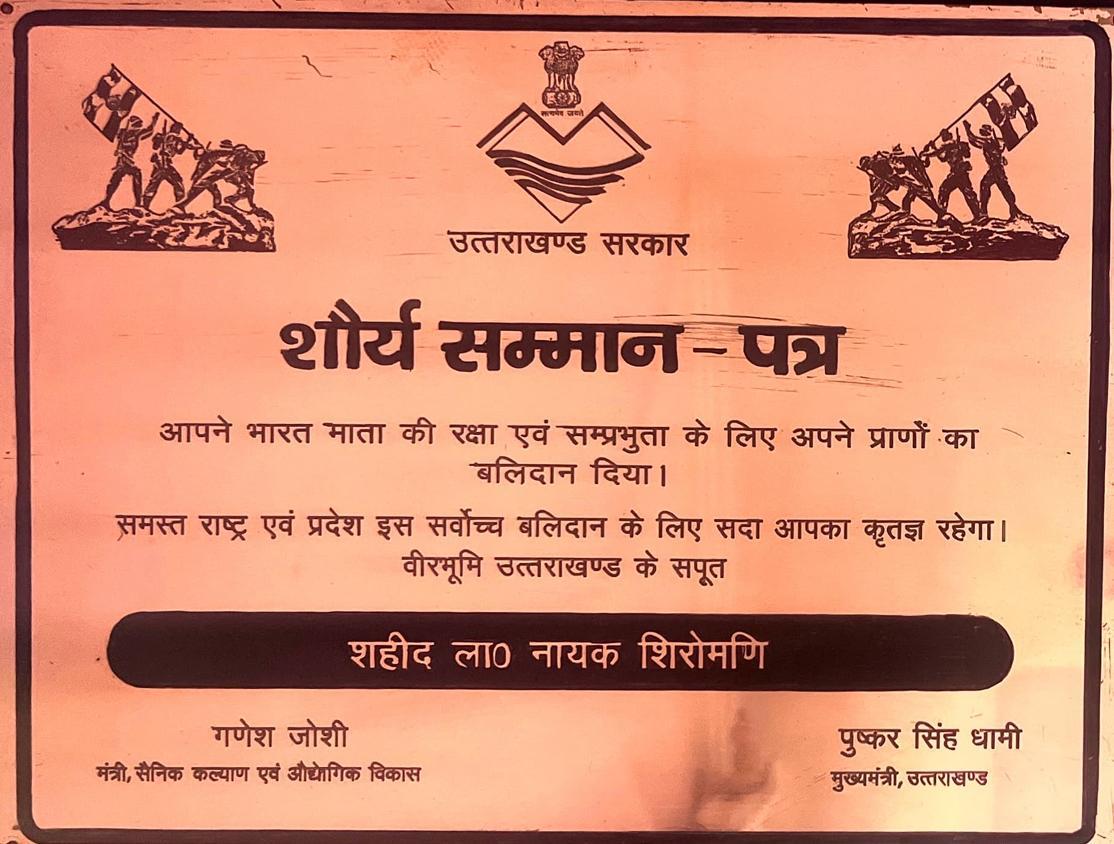 सत्यमेव जयते
उत्तराखण्ड सरकार
शौर्य सम्मान – पत्र
आपने भारत माता की रक्षा एवं सम्प्रभुता के लिए अपने प्राणों का
बलिदान दिया।
समस्त राष्ट्र एवं प्रदेश इस सर्वोच्च बलिदान के लिए सदा आपका कृतज्ञ रहेगा।
वीरभूमि उत्तराखण्ड के सपूत
शहीद ला0 नायक शिरोमणि
गणेश जोशी
मंत्री, सैनिक कल्याण एवं औद्योगिक विकास
पुष्कर सिंह धामी
मुख्यमंत्री, उत्तराखण्ड